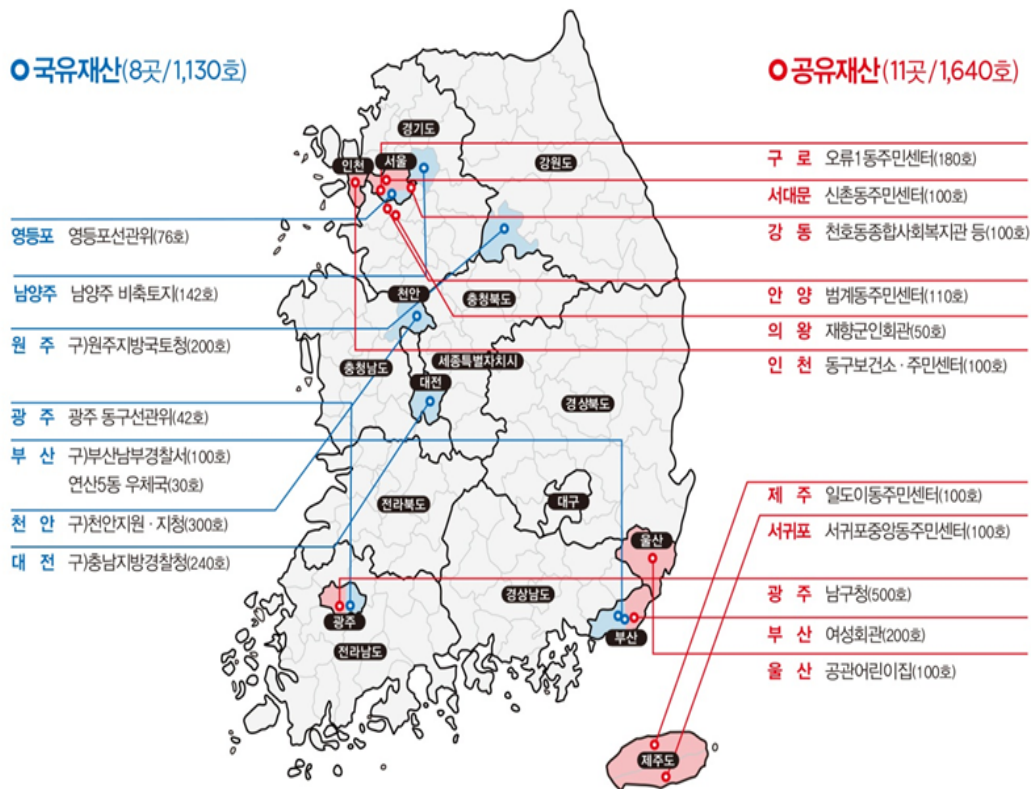 국유재산(8곳/1,130호)
영등포 영등포선관위(76호)
남양주 남양주 비축토지(142호)
원 주 구)원주지방국토청(200호)
광 주 광주 동구선관위(42호)
부 산 구)부산남부경찰서(100호)
연산5동 우체국(30호)
천 안 구)천안지원·지청(300호)
대 전 구)충남지방경찰청(240호)
경기도
인천
서울
강원도
천안
충청북도
세종특별자치시
충청남도
대전
경상북도
전라북도
대구
울산
경상남도
광주
부산
전라남도
제주도
공유재산(11곳/1,640호)
구 로 오류1동주민센터(180호)
서대문 신촌동주민센터(100호)
강 동 천호동종합사회복지관 등(100호)
안 양 범계동주민센터(110호)
의 왕 재향군인회관(50호)
인 천 동구보건소·주민센터(100호)
제 주 일도이동주민센터(100호)
서귀포 서귀포중앙동주민센터(100호)
광 주 남구청(500호)
부 산 여성회관(200호)
울 산 공관어린이집(100호)